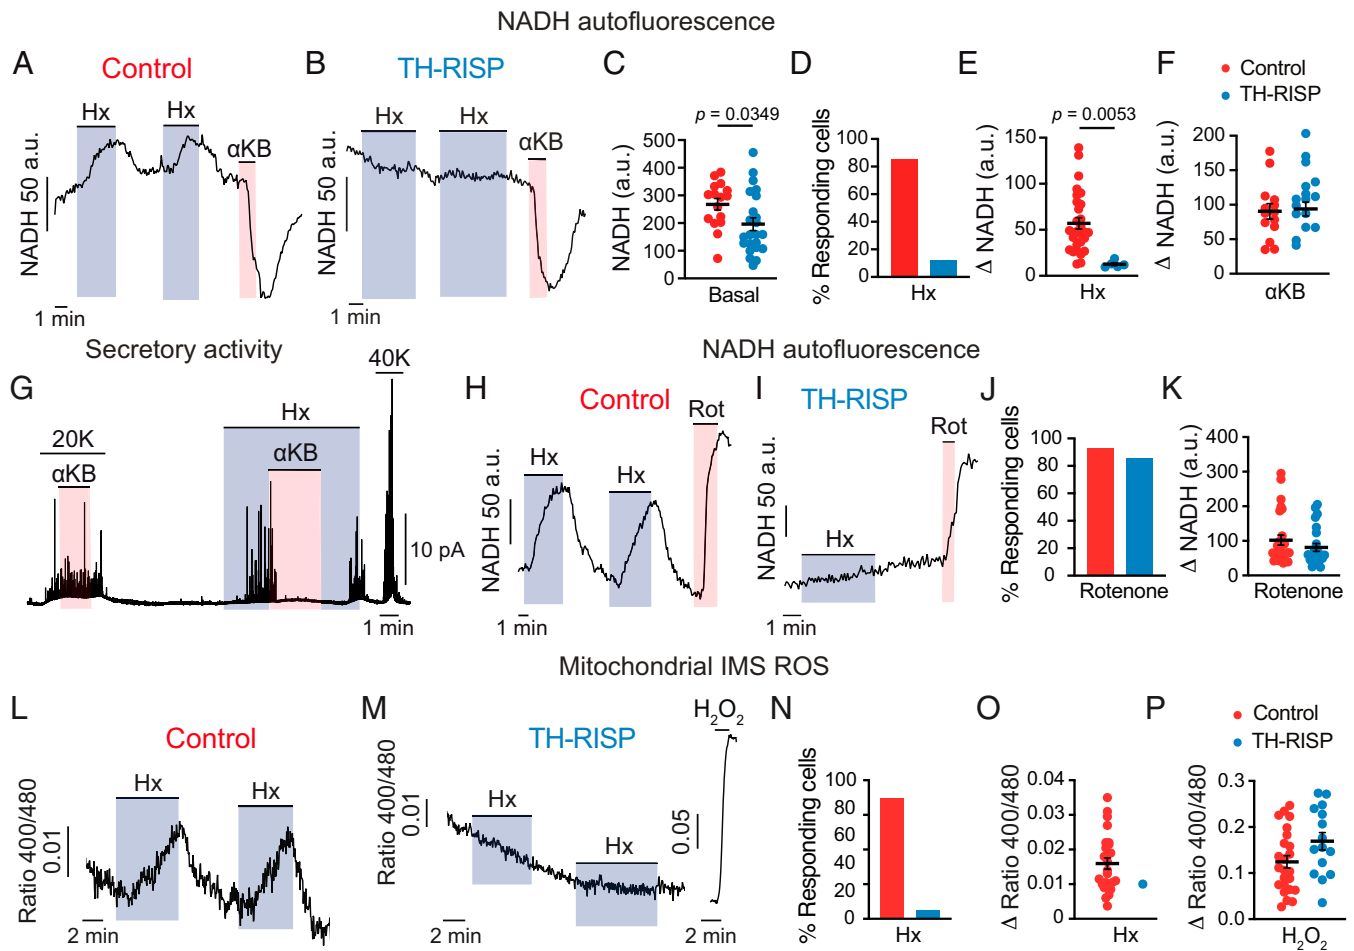 NADH autofluorescence
A
Control
Hx
Hx
αKB
NADH 50 a.u.
1 min
B
TH-RISP
Hx
Hx
αKB
NADH 50 a.u.
1 min
C
p = 0.0349
NADH (a.u.)
500
400
300
200
100
0
Basal
D
% Responding cells
100
80
60
40
20
0
Hx
E
p = 0.0053
Δ NADH (a.u.)
150
100
50
0
Hx
F
Control
TH-RISP
Δ NADH (a.u.)
200
150
100
50
0
αKB
Secretory activity
G
20K
αKB
Hx
αKB
40K
10 pA
1 min
NADH autofluorescence
H
Control
Hx
Hx
Rot
NADH 50 a.u.
1 min
I
TH-RISP
Hx
Rot
NADH 50 a.u.
1 min
J
% Responding cells
100
80
60
40
20
0
Rotenone
K
Δ NADH (a.u.)
400
300
200
100
0
Rotenone
Mitochondrial IMS ROS
L
Control
Hx
Hx
Ratio 400/480
0.01
2 min
M
TH-RISP
Hx
Hx
Ratio 400/480
0.01
2 min
H₂O₂
0.05
2 min
N
% Responding cells
100
80
60
40
20
0
Hx
O
Δ Ratio 400/480
0.04
0.03
0.02
0.01
0
Hx
P
Control
TH-RISP
Δ Ratio 400/480
0.3
0.2
0.1
0.0
H₂O₂